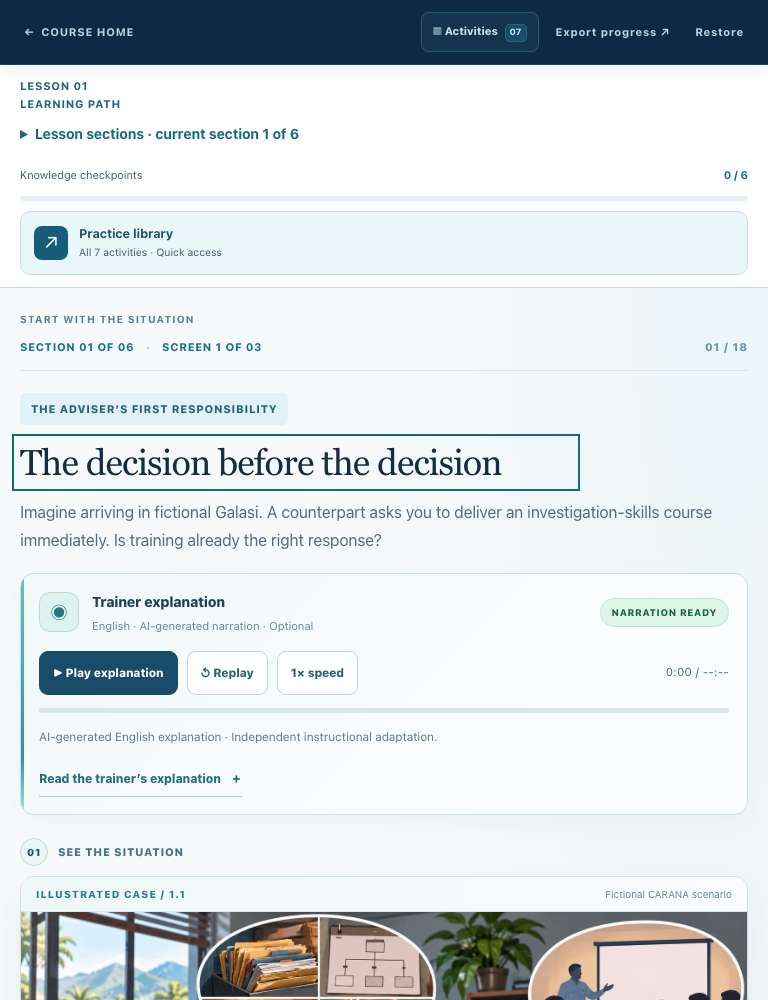 ← COURSE HOME
Activities 07
Export progress ↗
Restore
LESSON 01
LEARNING PATH
▶ Lesson sections · current section 1 of 6
Knowledge checkpoints
0 / 6
↗
Practice library
All 7 activities · Quick access
START WITH THE SITUATION
SECTION 01 OF 06 · SCREEN 1 OF 03
01 / 18
THE ADVISER’S FIRST RESPONSIBILITY
The decision before the decision
Imagine arriving in fictional Galasi. A counterpart asks you to deliver an investigation-skills course
immediately. Is training already the right response?
Trainer explanation
English · AI-generated narration · Optional
NARRATION READY
▶ Play explanation
↺ Replay
1× speed
0:00 / --:--
AI-generated English explanation · Independent instructional adaptation.
Read the trainer’s explanation +
01 SEE THE SITUATION
ILLUSTRATED CASE / 1.1
Fictional CARANA scenario